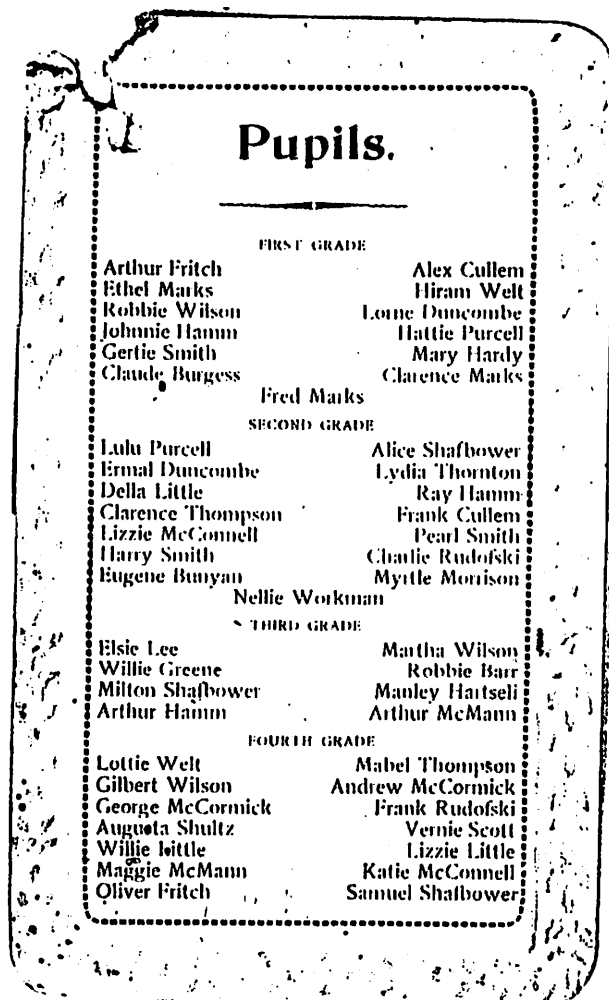 Pupils.
FIRST GRADE
Arthur Fritch Alex Cullem
Ethel Marks Hiram Welt
Robbie Wilson Lorne Duncombe
Johnnie Hamm Hattie Purcell
Gertie Smith Mary Hardy
Claude Burgess Clarence Marks
Fred Marks
SECOND GRADE
Lulu Purcell Alice Shafbower
Ermal Duncombe Lydia Thornton
Della Little Ray Hamm
Clarence Thompson Frank Cullem
Lizzie McConnell Pearl Smith
Harry Smith Charlie Rudofski
Eugene Bunyan Myrtle Morrison
Nellie Workman
THIRD GRADE
Elsie Lee Martha Wilson
Willie Greene Robbie Barr
Milton Shafbower Manley Hartseli
Arthur Hamm Arthur McMann
FOURTH GRADE
Lottie Welt Mabel Thompson
Gilbert Wilson Andrew McCormick
George McCormick Frank Rudofski
Augusta Shultz Vernie Scott
Willie Little Lizzie Little
Maggie McMann Katie McConnell
Oliver Fritch Samuel Shafbower